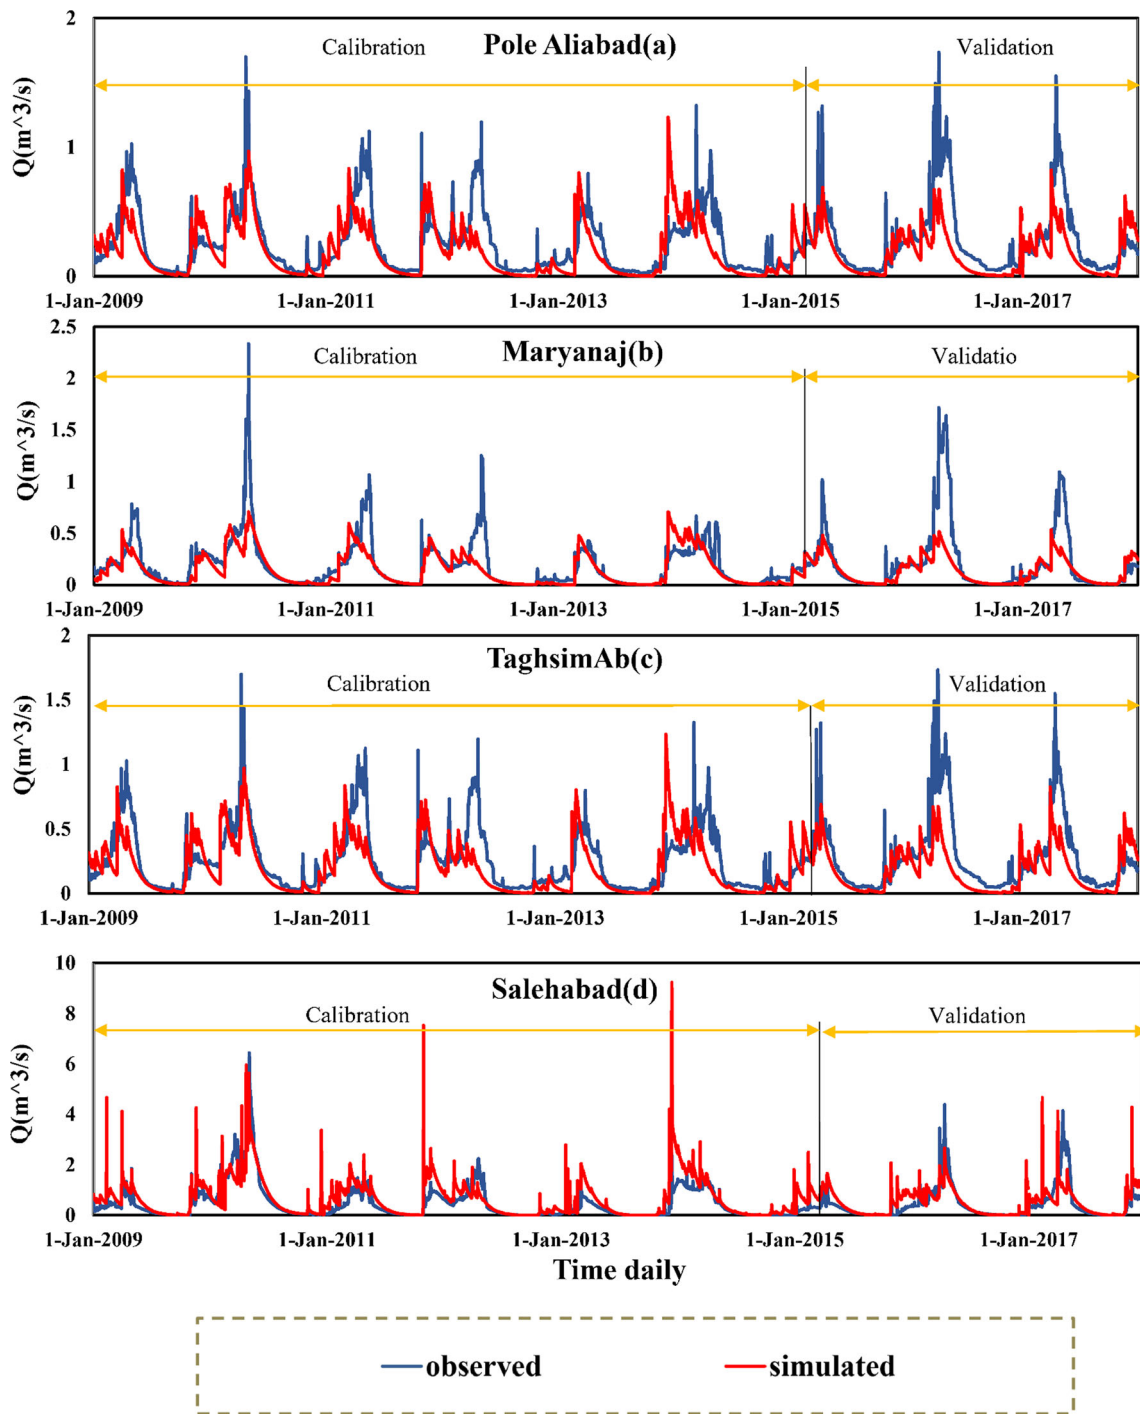 Pole Aliabad(a)
Calibration
Validation
Q(m^3/s)
2
1
0
1-Jan-2009
1-Jan-2011
1-Jan-2013
1-Jan-2015
1-Jan-2017
Maryanaj(b)
Calibration
Validatio
Q(m^3/s)
2.5
2
1.5
1
0.5
0
1-Jan-2009
1-Jan-2011
1-Jan-2013
1-Jan-2015
1-Jan-2017
TaghsimAb(c)
Calibration
Validation
Q(m^3/s)
2
1.5
1
0.5
0
1-Jan-2009
1-Jan-2011
1-Jan-2013
1-Jan-2015
1-Jan-2017
Salehabad(d)
Calibration
Validation
Q(m^3/s)
10
8
6
4
2
0
1-Jan-2009
1-Jan-2011
1-Jan-2013
1-Jan-2015
1-Jan-2017
Time daily
observed
simulated